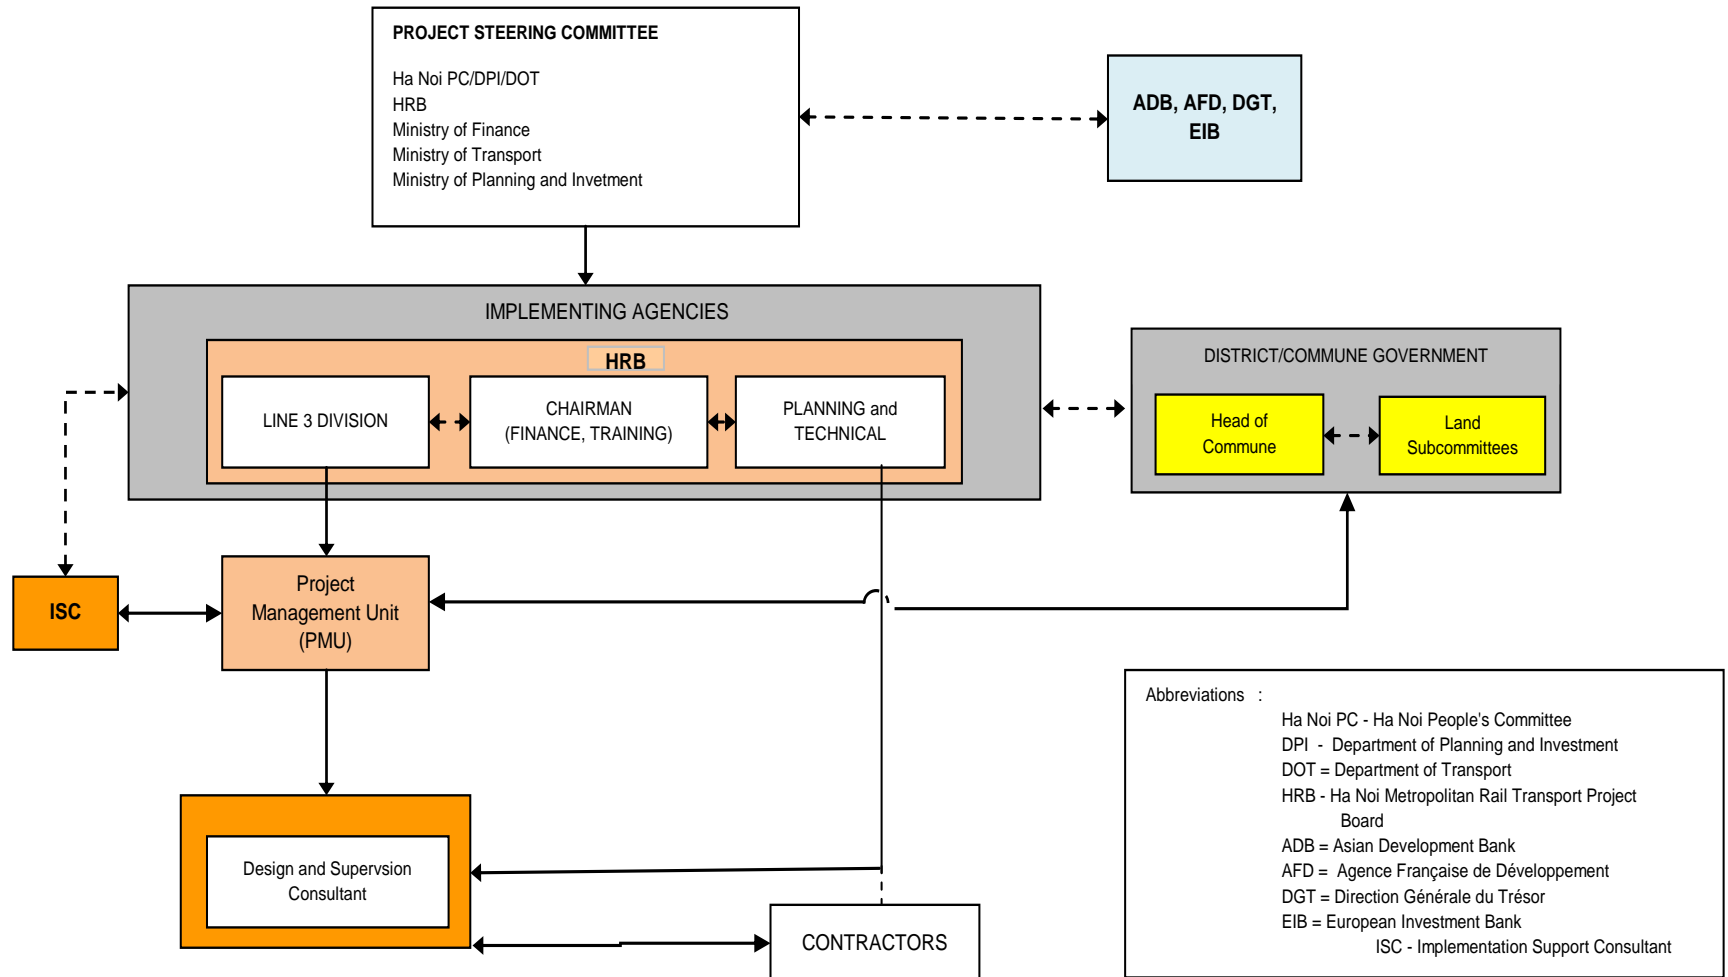 PROJECT STEERING COMMITTEE
Ha Noi PC/DPI/DOT
HRB
Ministry of Finance
Ministry of Transport
Ministry of Planning and Invetment
ADB, AFD, DGT,
EIB
IMPLEMENTING AGENCIES
HRB
LINE 3 DIVISION
CHAIRMAN
(FINANCE, TRAINING)
PLANNING and
TECHNICAL
DISTRICT/COMMUNE GOVERNMENT
Head of
Commune
Land
Subcommittees
ISC
Project
Management Unit
(PMU)
Design and Supervsion
Consultant
CONTRACTORS
Abbreviations :
Ha Noi PC - Ha Noi People's Committee
DPI - Department of Planning and Investment
DOT = Department of Transport
HRB - Ha Noi Metropolitan Rail Transport Project
Board
ADB = Asian Development Bank
AFD = Agence Française de Développement
DGT = Direction Générale du Trésor
EIB = European Investment Bank
ISC - Implementation Support Consultant